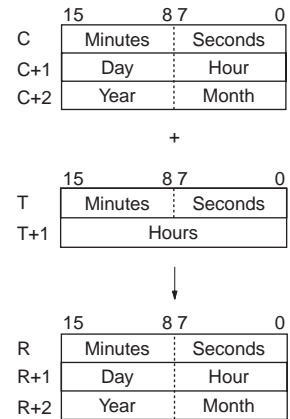 15 8 7 0
C Minutes Seconds
C+1 Day Hour
C+2 Year Month
+
15 8 7 0
T Minutes Seconds
T+1 Hours
15 8 7 0
R Minutes Seconds
R+1 Day Hour
R+2 Year Month